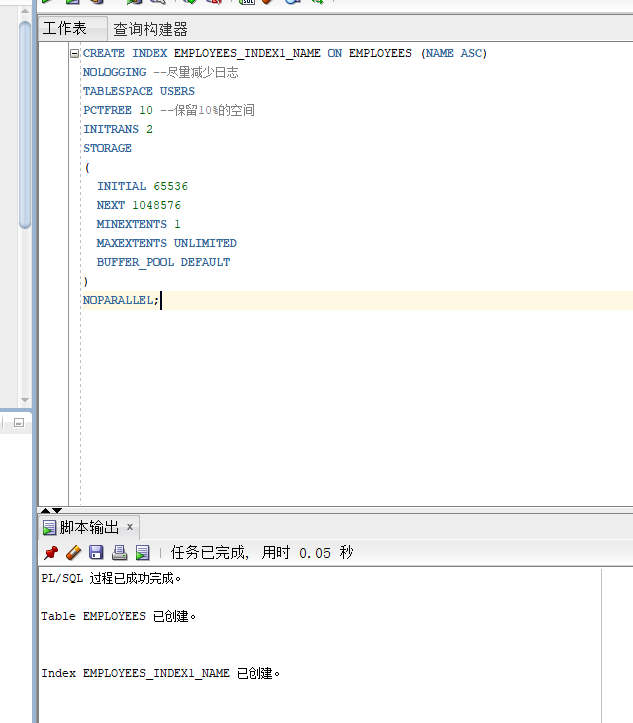 工作表 查询构建器
CREATE INDEX EMPLOYEES_INDEX1_NAME ON EMPLOYEES (NAME ASC)
NOLOGGING --尽量减少日志
TABLESPACE USERS
PCTFREE 10 --保留10%的空间
INITRANS 2
STORAGE
(
  INITIAL 65536
  NEXT 1048576
  MINEXTENTS 1
  MAXEXTENTS UNLIMITED
  BUFFER_POOL DEFAULT
)
NOPARALLEL;
脚本输出 x
任务已完成, 用时 0.05 秒
PL/SQL 过程已成功完成。
Table EMPLOYEES 已创建。
Index EMPLOYEES_INDEX1_NAME 已创建。